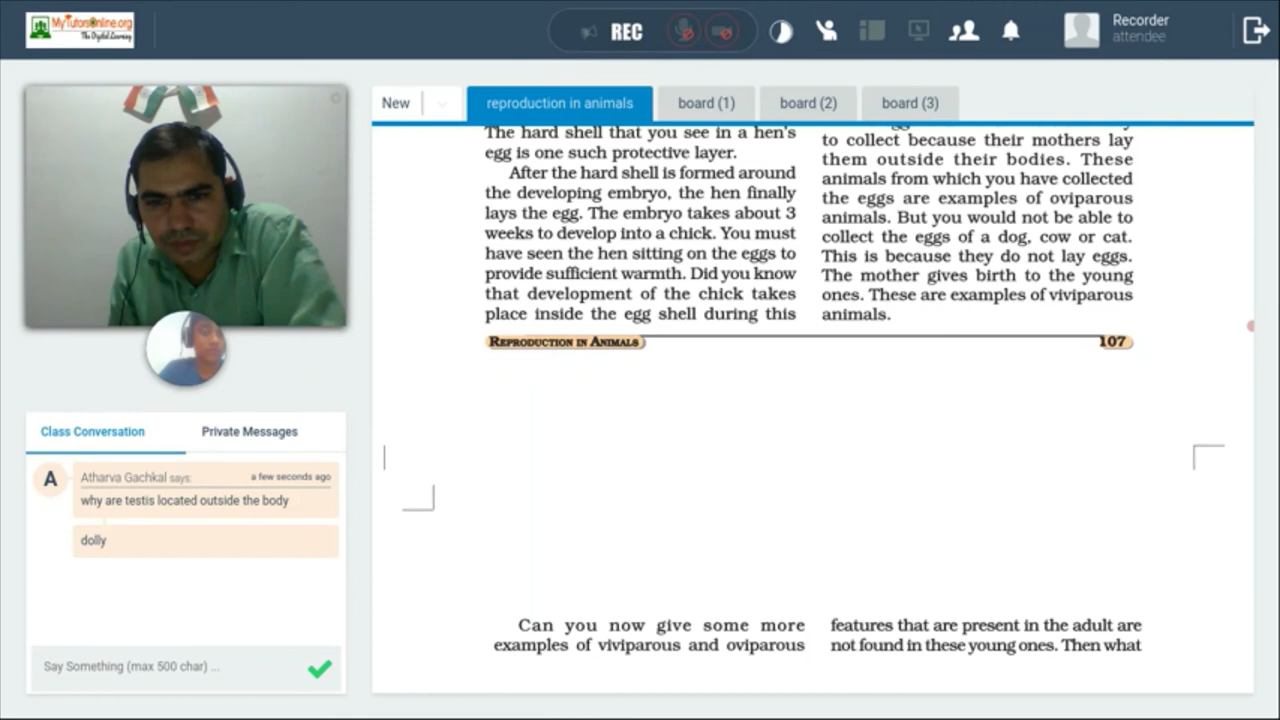 MyTutorsOnline.org
The Digital Learning
REC
Recorder
attendee
New
reproduction in animals
board (1)
board (2)
board (3)
The hard shell that you see in a hen's
egg is one such protective layer.
After the hard shell is formed around
the developing embryo, the hen finally
lays the egg. The embryo takes about 3
weeks to develop into a chick. You must
have seen the hen sitting on the eggs to
provide sufficient warmth. Did you know
that development of the chick takes
place inside the egg shell during this
to collect because their mothers lay
them outside their bodies. These
animals from which you have collected
the eggs are examples of oviparous
animals. But you would not be able to
collect the eggs of a dog, cow or cat.
This is because they do not lay eggs.
The mother gives birth to the young
ones. These are examples of viviparous
animals.
REPRODUCTION IN ANIMALS
107
Can you now give some more
examples of viviparous and oviparous
features that are present in the adult are
not found in these young ones. Then what
Class Conversation
Private Messages
A
Atharva Gachkal says:
a few seconds ago
why are testis located outside the body
dolly
Say Something (max 500 char) ...